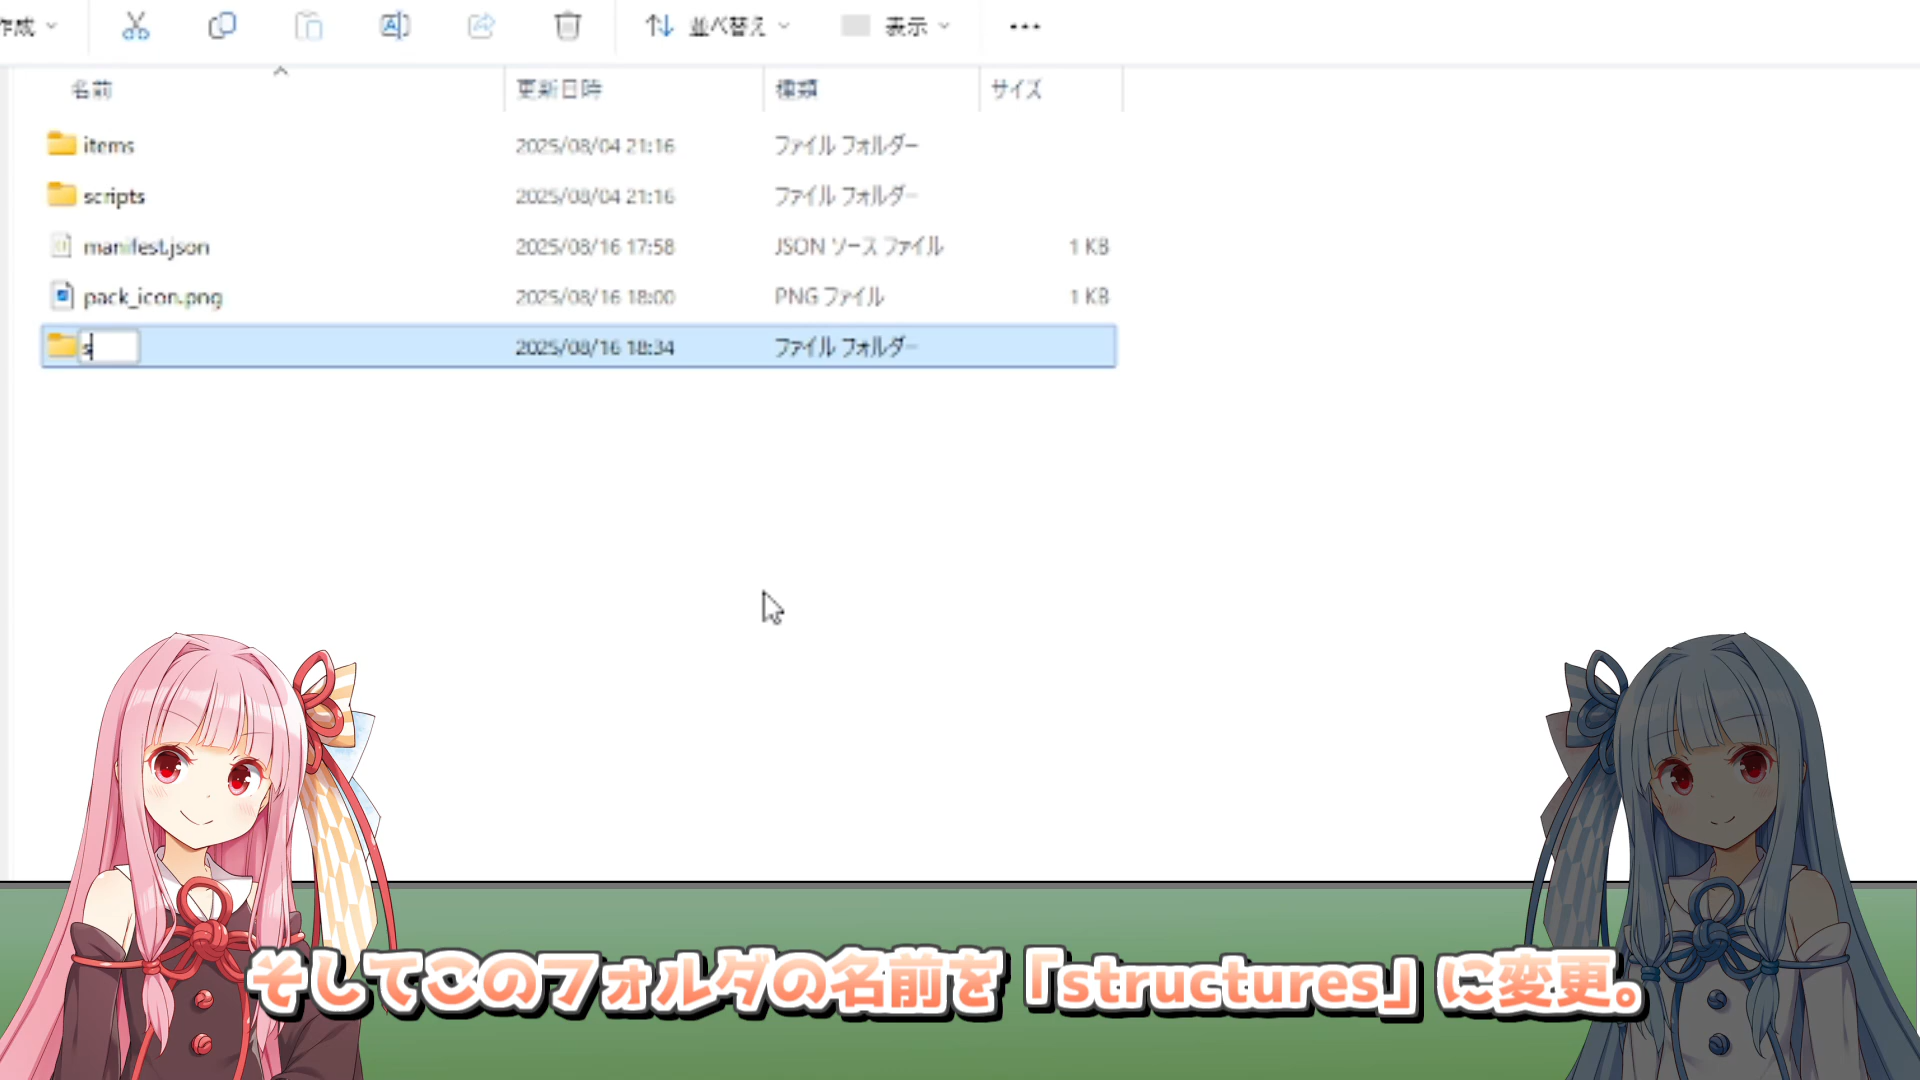 作成
並べ替え
表示
名前 更新日時 種類 サイズ
items 2025/08/04 21:16 ファイル フォルダー
scripts 2025/08/04 21:16 ファイル フォルダー
manifest.json 2025/08/16 17:58 JSON ソース ファイル 1 KB
pack_icon.png 2025/08/16 18:00 PNG ファイル 1 KB
s 2025/08/16 18:34 ファイル フォルダー
そしてこのフォルダの名前を「structures」に変更。